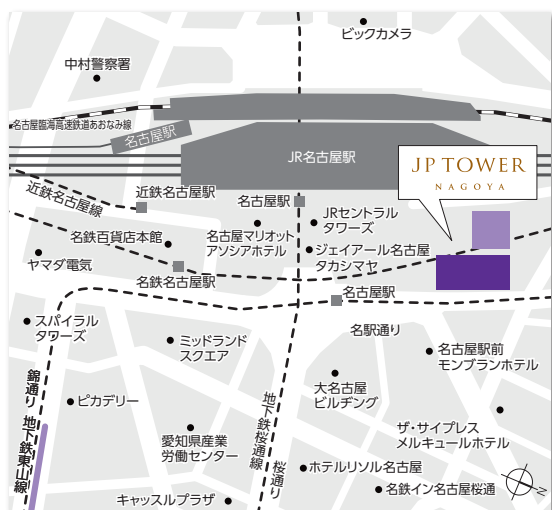 ビックカメラ
中村警察署
名古屋臨海高速鉄道あおなみ線
名古屋駅
JR名古屋駅
JP TOWER
NAGOYA
近鉄名古屋線
近鉄名古屋駅
名古屋駅
JRセントラル
タワーズ
名鉄百貨店本館
名古屋マリオット
アソシアホテル
ジェイアール名古屋
タカシマヤ
ヤマダ電気
名鉄名古屋駅
名古屋駅
スパイラル
タワーズ
ミッドランド
スクエア
名駅通り
名古屋駅前
モンブランホテル
錦通り
地下鉄東山線
ピカデリー
大名古屋
ビルヂング
地下鉄桜通線
桜通り
愛知県産業
労働センター
ザ・サイプレス
メルキュールホテル
ホテルリソル名古屋
キャッスルプラザ
名鉄イン名古屋桜通
N